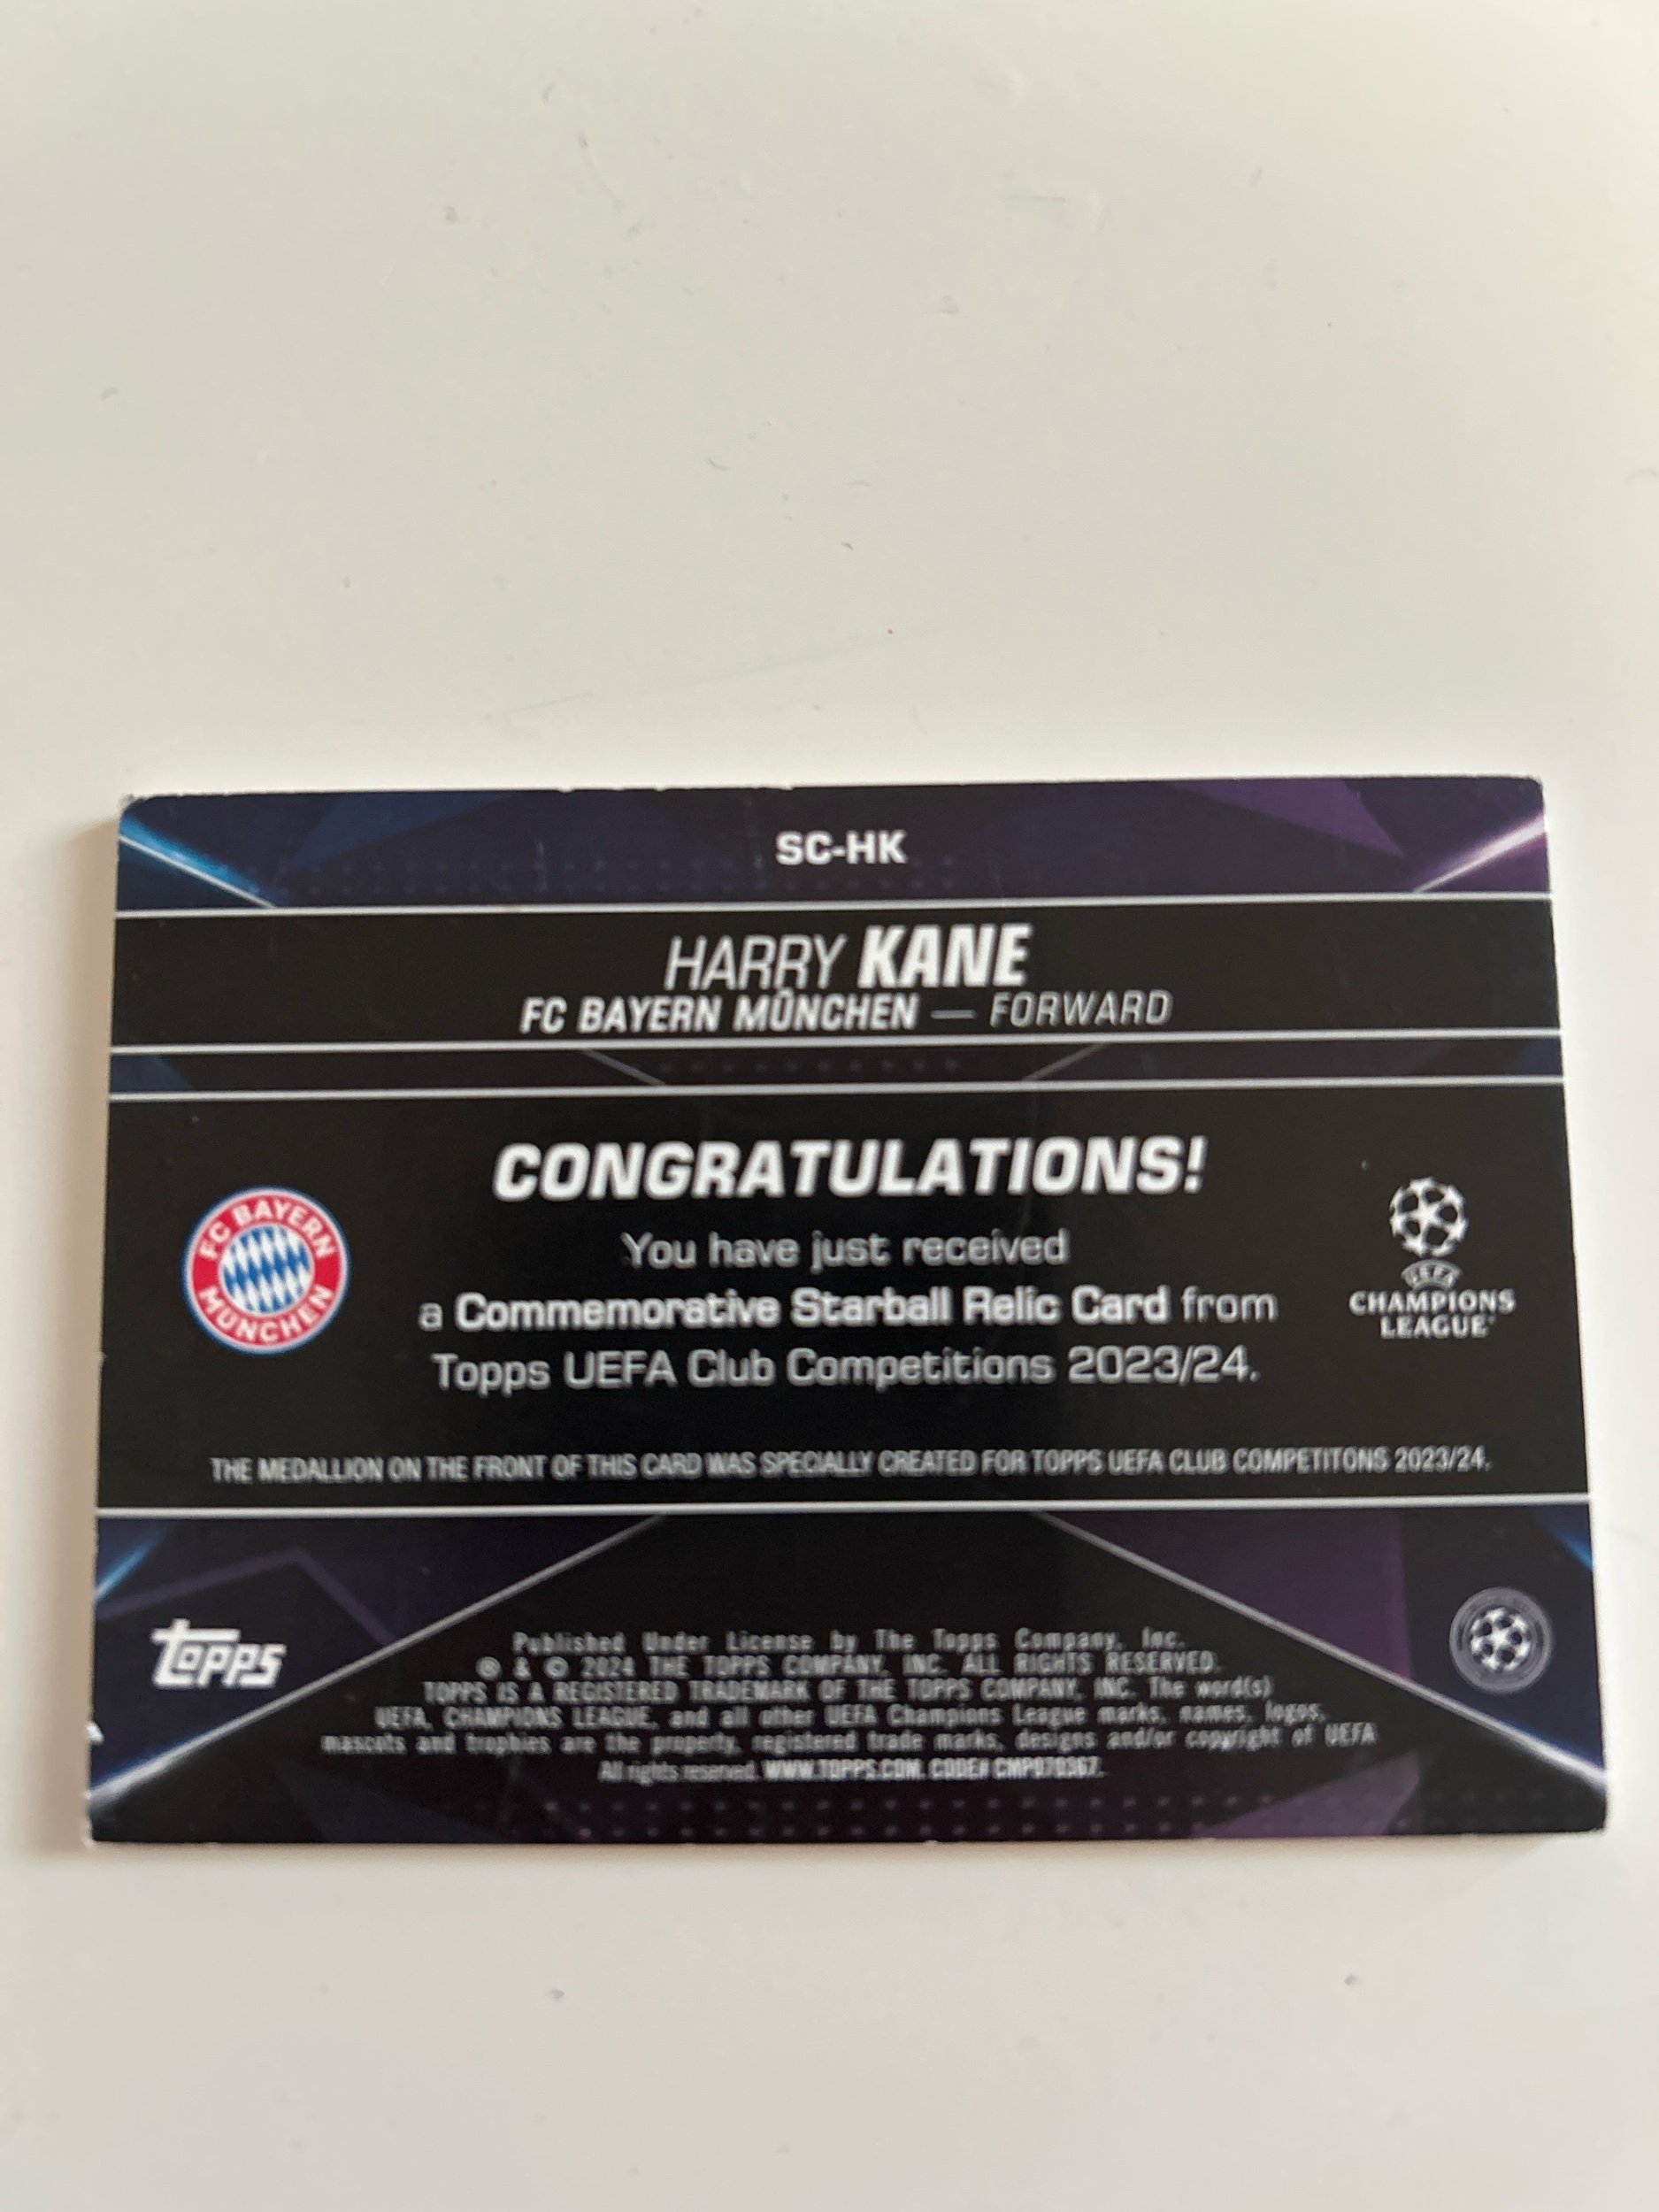 SC-HK
HARRY KANE
FC BAYERN MÜNCHEN — FORWARD
CONGRATULATIONS!
You have just received
a Commemorative Starball Relic Card from
Topps UEFA Club Competitions 2023/24.
FC BAYERN
MÜNCHEN
UEFA
CHAMPIONS
LEAGUE
THE MEDALLION ON THE FRONT OF THIS CARD WAS SPECIALLY CREATED FOR TOPPS UEFA CLUB COMPETITONS 2023/24.
Topps
Published Under License by The Topps Company, Inc.
® & © 2024 THE TOPPS COMPANY, INC. ALL RIGHTS RESERVED.
TOPPS IS A REGISTERED TRADEMARK OF THE TOPPS COMPANY, INC. The word(s)
UEFA, CHAMPIONS LEAGUE, and all other UEFA Champions League marks, names, logos,
mascots and trophies are the property, registered trade marks, designs and/or copyright of UEFA
All rights reserved. WWW.TOPPS.COM. CODE# CMP070367.